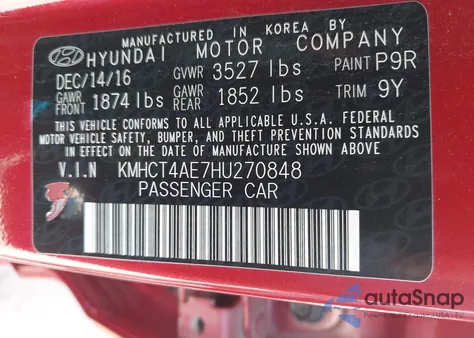 MANUFACTURED IN KOREA BY
HYUNDAI MOTOR COMPANY
DEC/14/16 GVWR 3527 lbs PAINT P9R
GAWR FRONT 1874 lbs GAWR REAR 1852 lbs TRIM 9Y
THIS VEHICLE CONFORMS TO ALL APPLICABLE U.S.A. FEDERAL
MOTOR VEHICLE SAFETY, BUMPER, AND THEFT PREVENTION STANDARDS
IN EFFECT ON THE DATE OF MANUFACTURE SHOWN ABOVE
V.I.N KMHCT4AE7HU270848
PASSENGER CAR
autaSnap